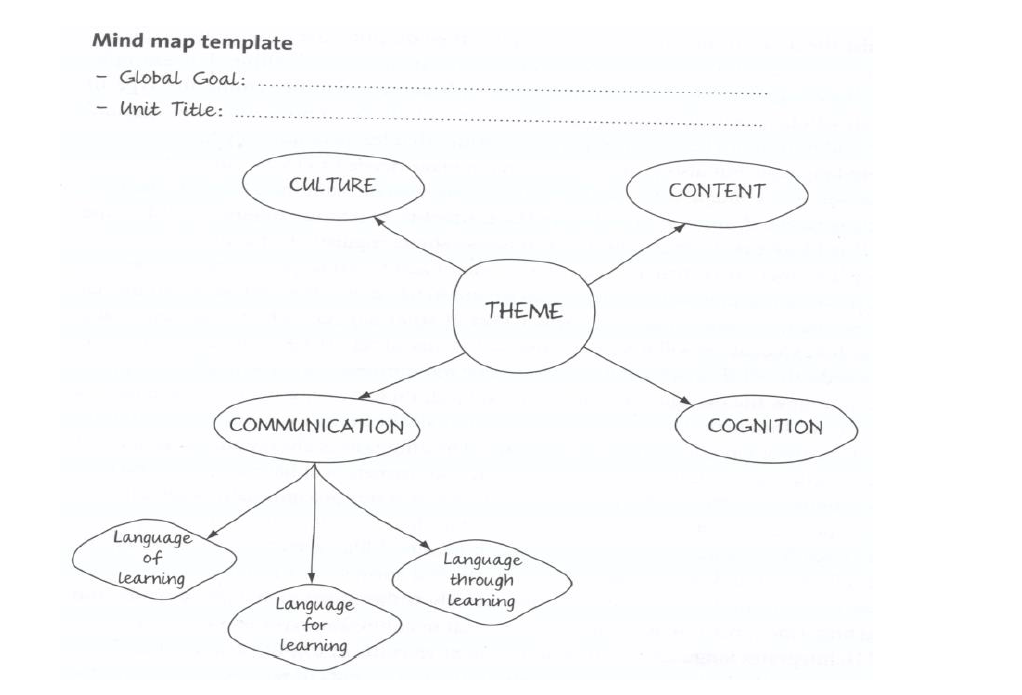 Mind map template
– Global Goal: ........................................................
– Unit Title: ........................................................
CULTURE
CONTENT
THEME
COMMUNICATION
COGNITION
Language
of
learning
Language
for
learning
Language
through
learning